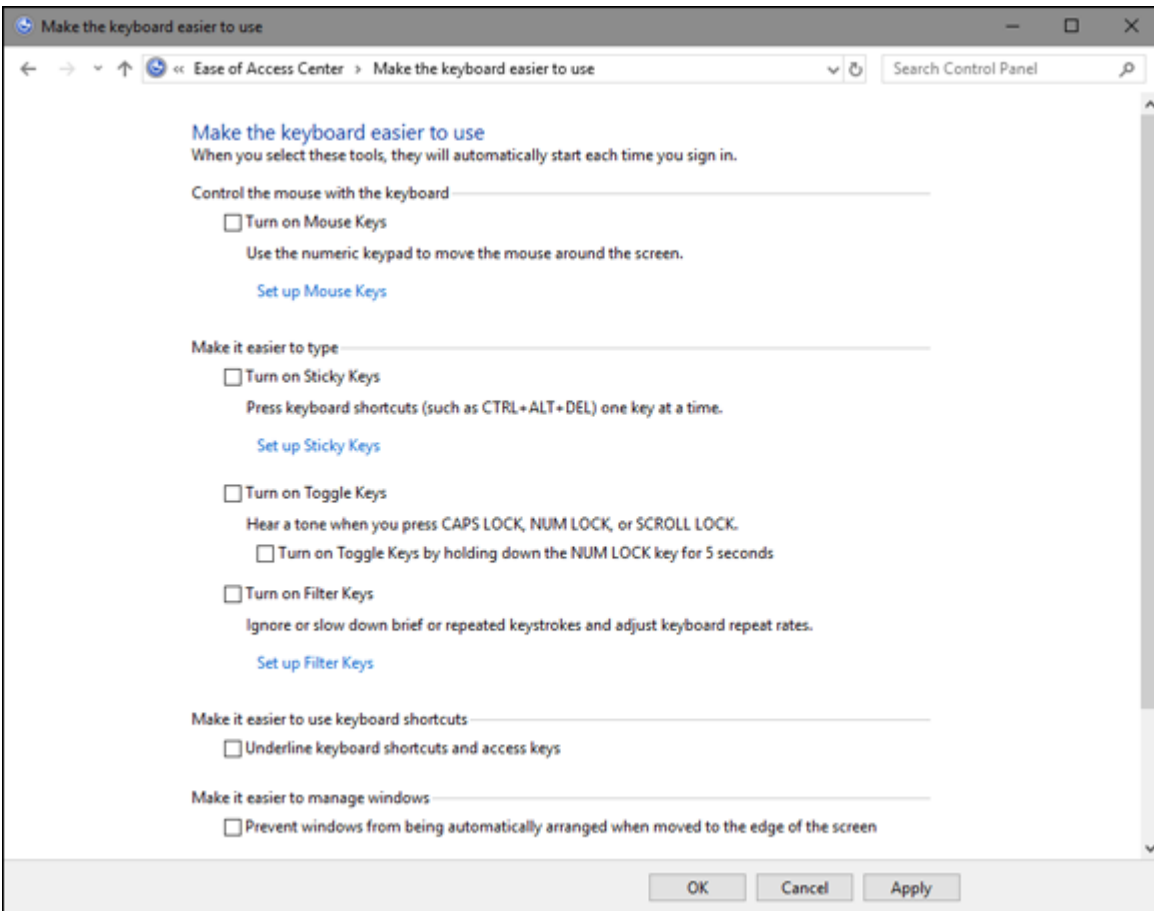 Make the keyboard easier to use
« Ease of Access Center > Make the keyboard easier to use
Search Control Panel
Make the keyboard easier to use
When you select these tools, they will automatically start each time you sign in.
Control the mouse with the keyboard
Turn on Mouse Keys
Use the numeric keypad to move the mouse around the screen.
Set up Mouse Keys
Make it easier to type
Turn on Sticky Keys
Press keyboard shortcuts (such as CTRL+ALT+DEL) one key at a time.
Set up Sticky Keys
Turn on Toggle Keys
Hear a tone when you press CAPS LOCK, NUM LOCK, or SCROLL LOCK.
Turn on Toggle Keys by holding down the NUM LOCK key for 5 seconds
Turn on Filter Keys
Ignore or slow down brief or repeated keystrokes and adjust keyboard repeat rates.
Set up Filter Keys
Make it easier to use keyboard shortcuts
Underline keyboard shortcuts and access keys
Make it easier to manage windows
Prevent windows from being automatically arranged when moved to the edge of the screen
OK
Cancel
Apply